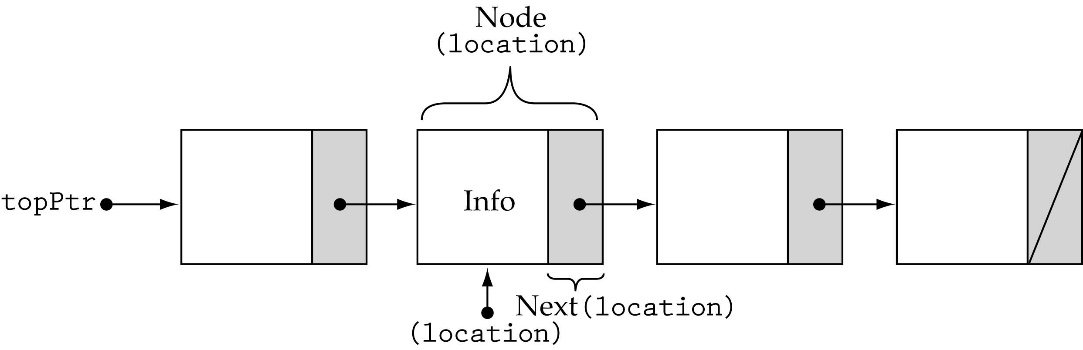 Node
(location)
topPtr
Info
Next(location)
(location)